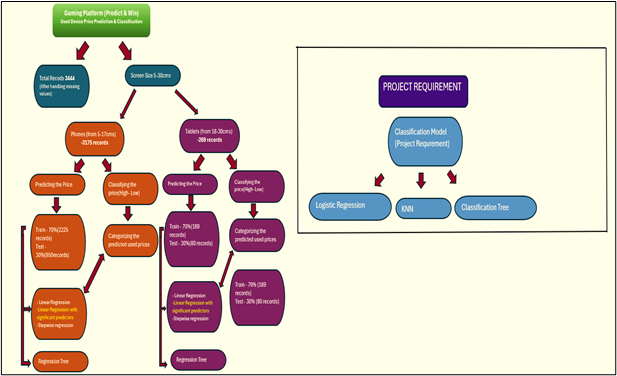 Gaming Platform (Predict & Win)
Used Device Price Prediction & Classification
Total Records 3444
(After handling missing
values)
Screen Size 5-30cms
Phones (from 5-17cms)
-3175 records
Tablets (from 18-30cms)
-269 records
Predicting the Price
Classifying the
price(High- Low)
Predicting the Price
Classifying the
price(High- Low)
Train - 70%(2225
records)
Test -
30%(950records)
Categorizing the
predicted used prices
Train - 70%(189
records)
Test - 30%(80 records)
Categorizing the
predicted used prices
- Linear Regression
-Linear Regression with
significant predictors
- Stepwise regression
- Linear Regression
-Linear Regression with
significant predictors
- Stepwise regression
Train - 70% (189
records)
Test - 30% (80 records)
Regression Tree
Regression Tree
PROJECT REQUIREMENT
Classification Model
(Project Requirement)
Logistic Regression
KNN
Classification Tree